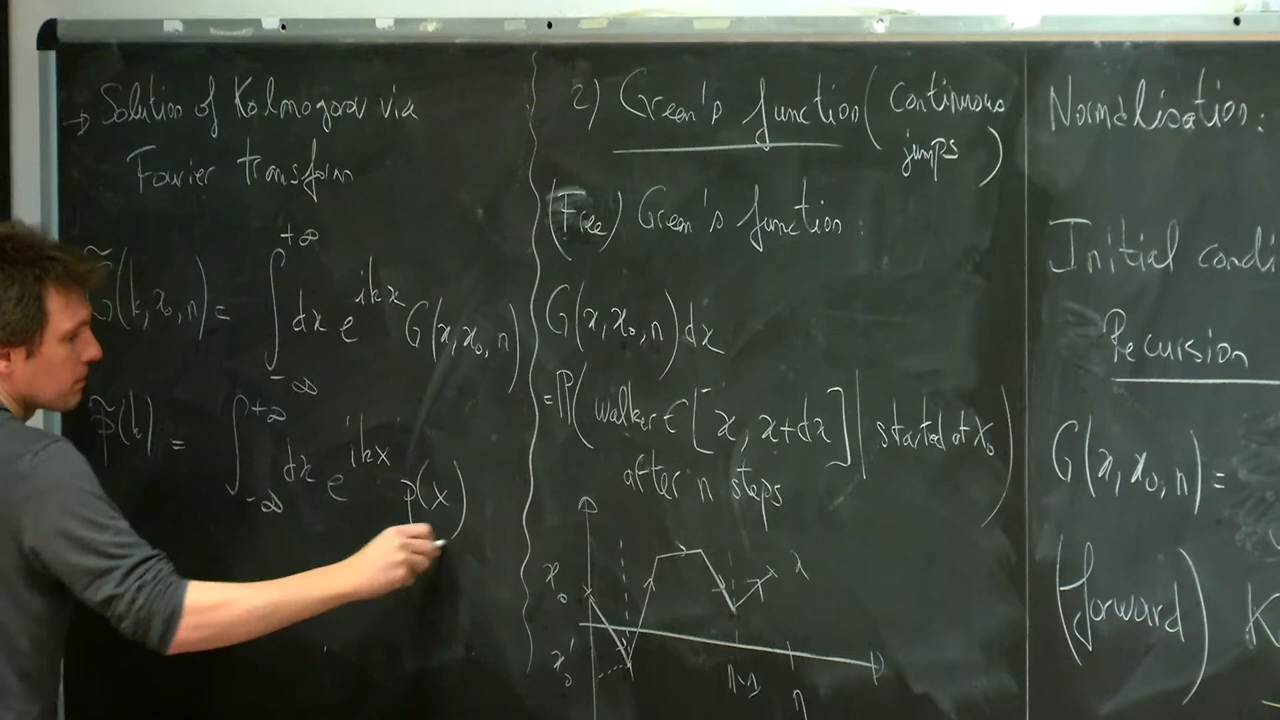 → Solution of Kolmogorov via
Fourier transform
G̃(k, x₀, n) = ∫_{-∞}^{+∞} dx e^{ikx} G(x, x₀, n)
p̃(k) = ∫_{-∞}^{+∞} dx e^{ikx} p(x)
2) Green's function (continuous
jumps)
(Free) Green's function :
G(x, x₀, n) dx
= P( walker ∈ [x, x+dx] | started at x₀ )
after n steps
x₀
x
x₀'
n-1
n
Normalisation :
Initial condi
Recursion
G(x, x₀, n) =
(forward) K